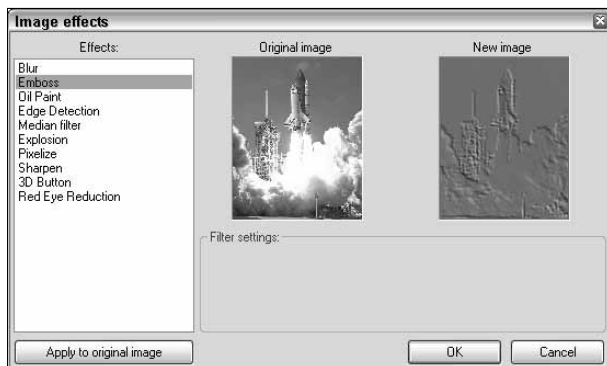 Image effects
Effects:
Blur
Emboss
Oil Paint
Edge Detection
Median filter
Explosion
Pixelize
Sharpen
3D Button
Red Eye Reduction
Apply to original image
Original image
New image
Filter settings:
OK
Cancel